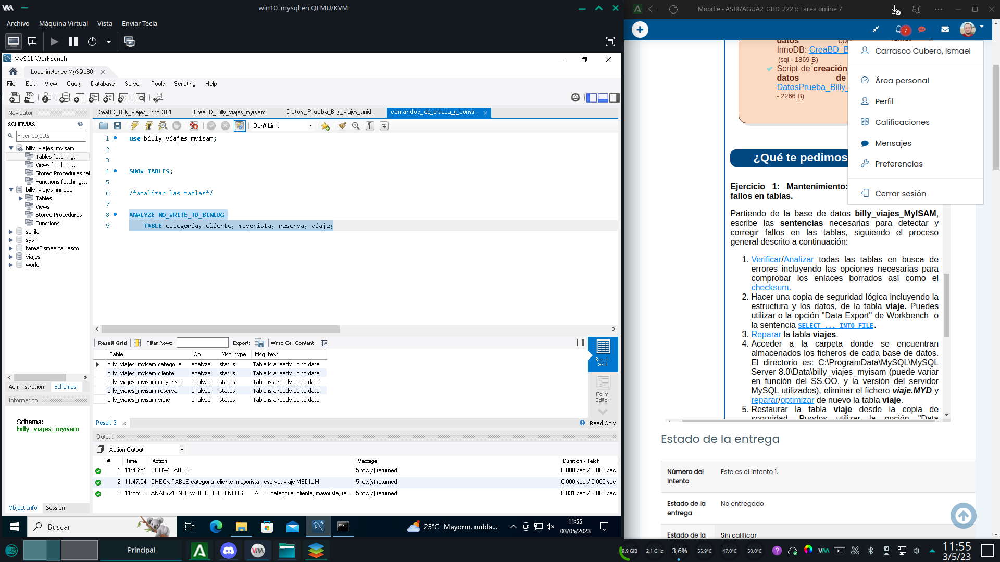 win10_mysql en QEMU/KVM
Archivo Máquina Virtual Vista Enviar Tecla
MySQL Workbench
Local instance MySQL80
File Edit View Query Database Server Tools Scripting Help
Navigator
SCHEMAS
Filter objects
billy_viajes_myisam
Tables fetching...
Views fetching...
Stored Procedures fe
Functions fetching...
billy_viajes_innodb
Tables
Views
Stored Procedures
Functions
sakila
sys
tarea5ismaelcarrasco
viajes
world
Administration Schemas
Information
Schema:
billy_viajes_myisam
Object Info Session
CreaBD_Billy_viajes_InnoDB.1 CreaBD_Billy_viajes_myisam Datos_Prueba_Billy_viajes_unid... comandos_de_prueba_y_constr...
Don't Limit
1 use billy_viajes_myisam;
2
3
4 SHOW TABLES;
5
6 /*analizar las tablas*/
7
8 ANALYZE NO_WRITE_TO_BINLOG
9 TABLE categoria, cliente, mayorista, reserva, viaje;
Result Grid Filter Rows: Export: Wrap Cell Content:
Table Op Msg_type Msg_text
billy_viajes_myisam.categoria analyze status Table is already up to date
billy_viajes_myisam.cliente analyze status Table is already up to date
billy_viajes_myisam.mayorista analyze status Table is already up to date
billy_viajes_myisam.reserva analyze status Table is already up to date
billy_viajes_myisam.viaje analyze status Table is already up to date
Result Grid
Form Editor
Result 3 Read Only
Output
Action Output
# Time Action Message Duration / Fetch
1 11:46:51 SHOW TABLES 5 row(s) returned 0.000 sec / 0.000 sec
2 11:47:54 CHECK TABLE categoria, cliente, mayorista, reserva, viaje MEDIUM 5 row(s) returned 0.000 sec / 0.000 sec
3 11:55:26 ANALYZE NO_WRITE_TO_BINLOG TABLE categoria, cliente, mayorista, re... 5 row(s) returned 0.031 sec / 0.000 sec
Buscar
25°C Mayorm. nubla...
11:55
03/05/2023
Moodle - ASIR/AGUA2_GBD_2223: Tarea online 7
7
datos co
InnoDB: CreaBD_B
(sql - 1869 B)
Script de creación
datos de
DatosPrueba_Billy_
- 2266 B)
Carrasco Cubero, Ismael
Área personal
Perfil
Calificaciones
Mensajes
Preferencias
Cerrar sesión
¿Qué te pedimos
Ejercicio 1: Mantenimiento:
fallos en tablas.
Partiendo de la base de datos billy_viajes_MyISAM,
escribe las sentencias necesarias para detectar y
corregir fallos en las tablas, siguiendo el proceso
general descrito a continuación:
1. Verificar/Analizar todas las tablas en busca de
errores incluyendo las opciones necesarias para
comprobar los enlaces borrados así como el
checksum.
2. Hacer una copia de seguridad lógica incluyendo la
estructura y los datos, de la tabla viaje. Puedes
utilizar o la opción "Data Export" de Workbench o
la sentencia SELECT ... INTO FILE.
3. Reparar la tabla viajes.
4. Acceder a la carpeta donde se encuentran
almacenados los ficheros de cada base de datos.
El directorio es: C:\ProgramData\MySQL\MySQL
Server 8.0\Data\billy_viajes_myisam (puede variar
en función del SS.OO. y la versión del servidor
MySQL utilizados), eliminar el fichero viaje.MYD y
reparar/optimizar de nuevo la tabla viaje.
5. Restaurar la tabla viaje desde la copia de
seguridad. Puedes utilizar la opción "Data
Estado de la entrega
Número del Intento Este es el intento 1.
Estado de la entrega No entregado
Estado de la Sin calificar
Principal
9,9 GiB 2,1 GHz 3,6% 55,9°C 47,0°C 50,0°C
11:55
3/5/23